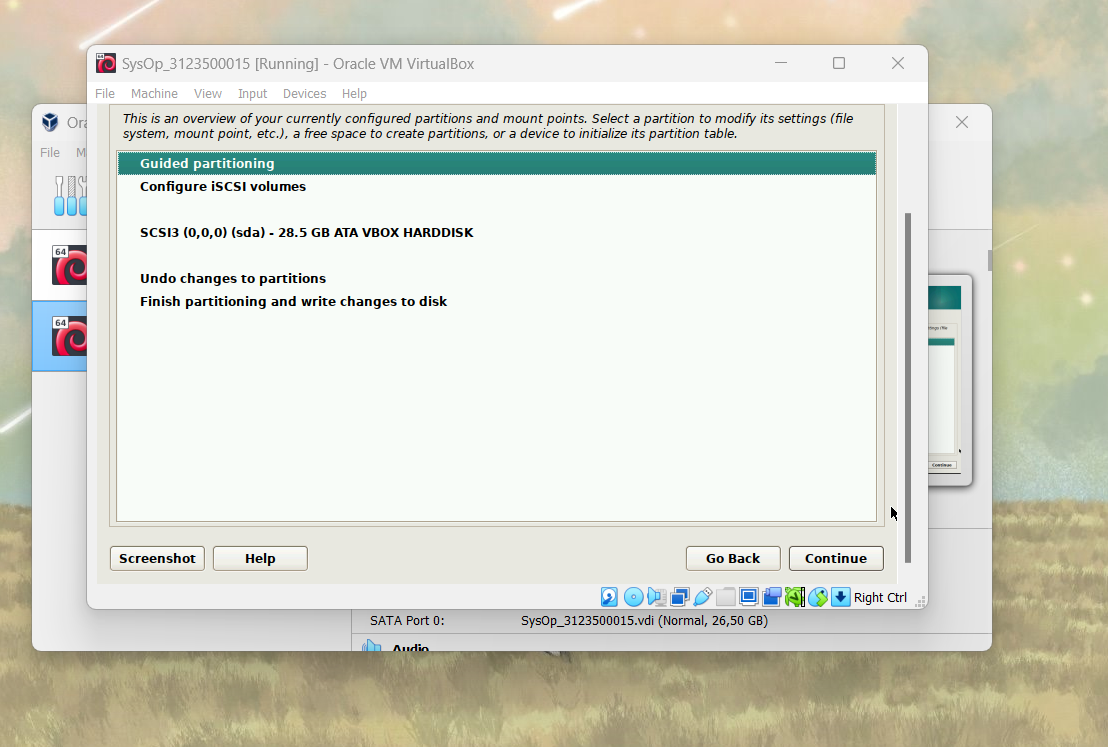 SysOp_3123500015 [Running] - Oracle VM VirtualBox
File Machine View Input Devices Help
Ora
File M
This is an overview of your currently configured partitions and mount points. Select a partition to modify its settings (file
system, mount point, etc.), a free space to create partitions, or a device to initialize its partition table.
Guided partitioning
Configure iSCSI volumes
SCSI3 (0,0,0) (sda) - 28.5 GB ATA VBOX HARDDISK
Undo changes to partitions
Finish partitioning and write changes to disk
64
64
Screenshot Help Go Back Continue
Continue
Right Ctrl
SATA Port 0: SysOp_3123500015.vdi (Normal, 26,50 GB)
Audio